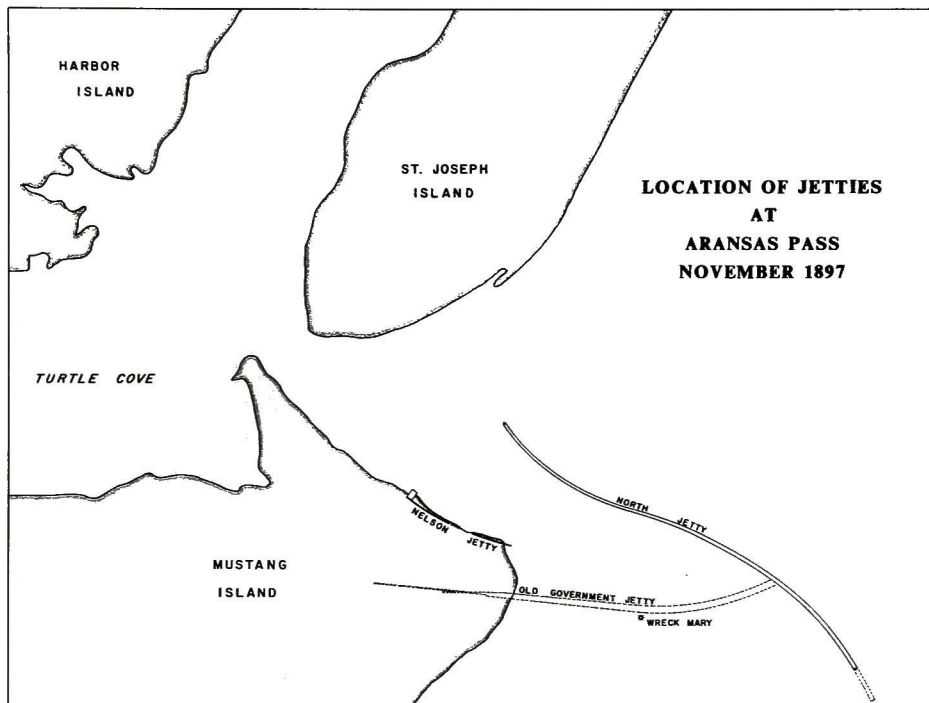 HARBOR
ISLAND
ST. JOSEPH
ISLAND
LOCATION OF JETTIES
AT
ARANSAS PASS
NOVEMBER 1897
TURTLE COVE
NORTH JETTY
NELSON JETTY
MUSTANG
ISLAND
OLD GOVERNMENT JETTY
WRECK MARY